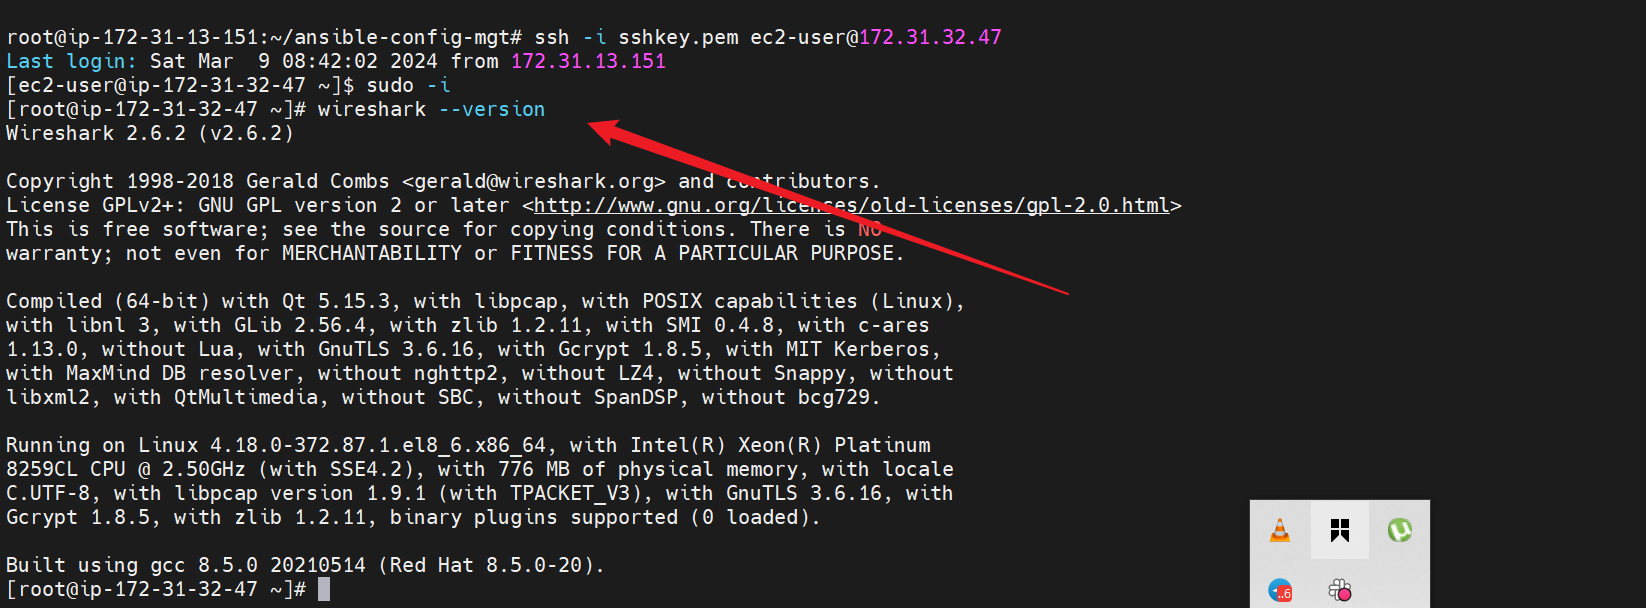 root@ip-172-31-13-151:~/ansible-config-mgt# ssh -i sshkey.pem ec2-user@172.31.32.47
Last login: Sat Mar  9 08:42:02 2024 from 172.31.13.151
[ec2-user@ip-172-31-32-47 ~]$ sudo -i
[root@ip-172-31-32-47 ~]# wireshark --version
Wireshark 2.6.2 (v2.6.2)

Copyright 1998-2018 Gerald Combs <gerald@wireshark.org> and contributors.
License GPLv2+: GNU GPL version 2 or later <http://www.gnu.org/licenses/old-licenses/gpl-2.0.html>
This is free software; see the source for copying conditions. There is NO
warranty; not even for MERCHANTABILITY or FITNESS FOR A PARTICULAR PURPOSE.

Compiled (64-bit) with Qt 5.15.3, with libpcap, with POSIX capabilities (Linux),
with libnl 3, with GLib 2.56.4, with zlib 1.2.11, with SMI 0.4.8, with c-ares
1.13.0, without Lua, with GnuTLS 3.6.16, with Gcrypt 1.8.5, with MIT Kerberos,
with MaxMind DB resolver, without nghttp2, without LZ4, without Snappy, without
libxml2, with QtMultimedia, without SBC, without SpanDSP, without bcg729.

Running on Linux 4.18.0-372.87.1.el8_6.x86_64, with Intel(R) Xeon(R) Platinum
8259CL CPU @ 2.50GHz (with SSE4.2), with 776 MB of physical memory, with locale
C.UTF-8, with libpcap version 1.9.1 (with TPACKET_V3), with GnuTLS 3.6.16, with
Gcrypt 1.8.5, with zlib 1.2.11, binary plugins supported (0 loaded).

Built using gcc 8.5.0 20210514 (Red Hat 8.5.0-20).
[root@ip-172-31-32-47 ~]#
..6